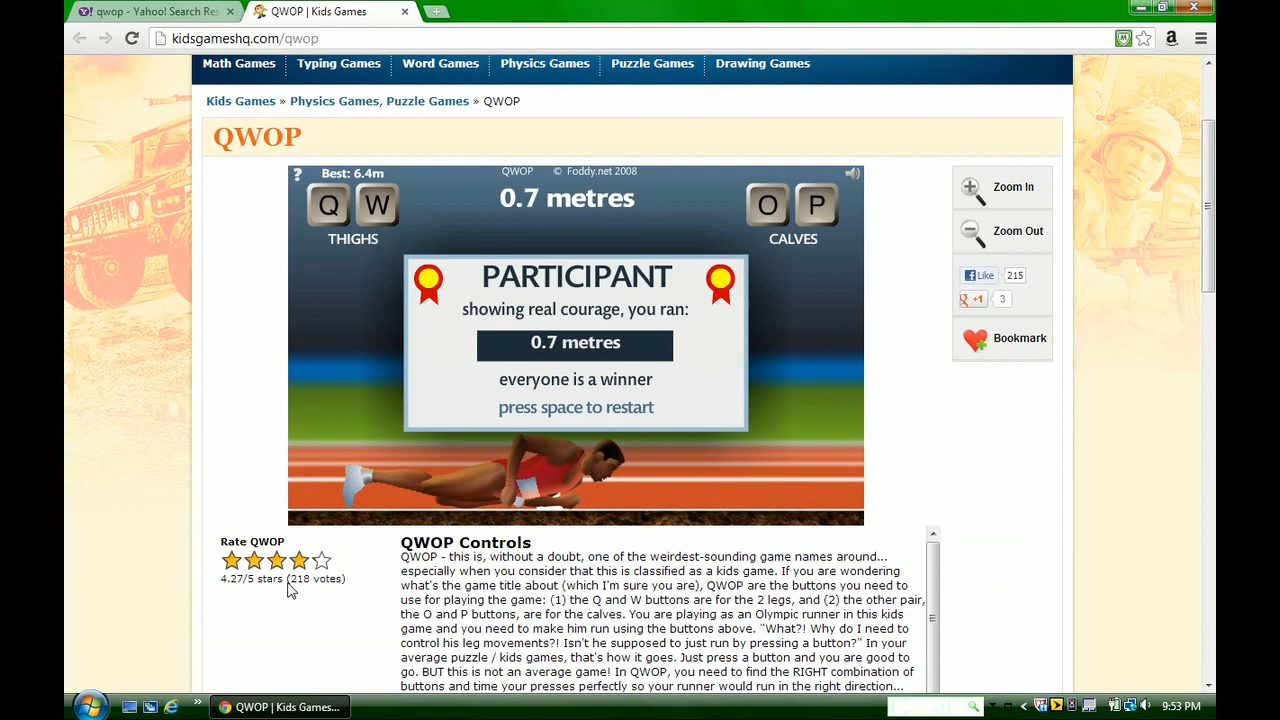 qwop - Yahoo! Search Res
QWOP | Kids Games
kidsgameshq.com/qwop
Math Games
Typing Games
Word Games
Physics Games
Puzzle Games
Drawing Games
Kids Games » Physics Games, Puzzle Games » QWOP
QWOP
? Best: 6.4m
QWOP © Foddy.net 2008
0.7 metres
Q W
THIGHS
O P
CALVES
PARTICIPANT
showing real courage, you ran:
0.7 metres
everyone is a winner
press space to restart
Zoom In
Zoom Out
Like 215
+1 3
Bookmark
Rate QWOP
4.27/5 stars (218 votes)
QWOP Controls
QWOP - this is, without a doubt, one of the weirdest-sounding game names around...
especially when you consider that this is classified as a kids game. If you are wondering
what's the game title about (which I'm sure you are), QWOP are the buttons you need to
use for playing the game: (1) the Q and W buttons are for the 2 legs, and (2) the other pair,
the O and P buttons, are for the calves. You are playing as an Olympic runner in this kids
game and you need to make him run using the buttons above. "What?! Why do I need to
control his leg movements?! Isn't he supposed to just run by pressing a button?" In your
average puzzle / kids games, that's how it goes. Just press a button and you are good to
go. BUT this is not an average game! In QWOP, you need to find the RIGHT combination of
buttons and time your presses perfectly so your runner would run in the right direction...
QWOP | Kids Games...
9:53 PM